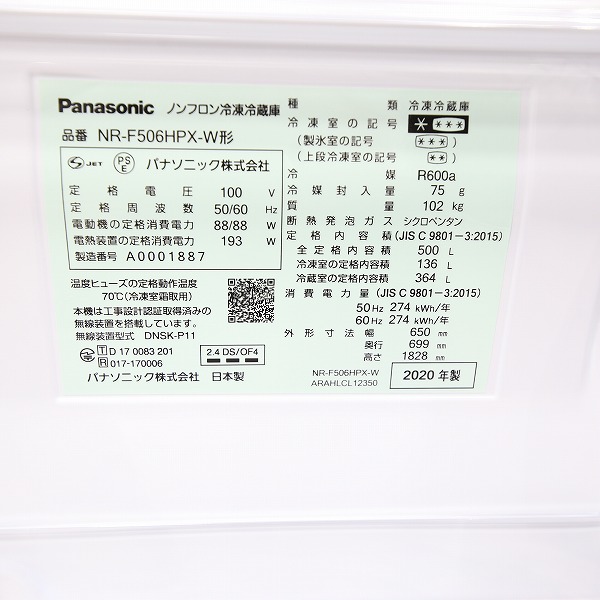 Panasonic ノンフロン冷凍冷蔵庫
品番 NR-F506HPX-W形
S JET PS E パナソニック株式会社
定格電圧 100 V
定格周波数 50/60 Hz
電動機の定格消費電力 88/88 W
電熱装置の定格消費電力 193 W
製造番号 A0001887
温度ヒューズの定格動作温度
70℃(冷凍室霜取用)
本機は工事設計認証取得済みの
無線装置を搭載しています。
無線装置型式 DNSK-P11
T D 17 0083 201
R 017-170006
2.4 DS/OF4
パナソニック株式会社 日本製
種類 冷凍冷蔵庫
冷凍室の記号 * ***
(製氷室の記号) (***)
(上段冷凍室の記号) (**)
冷媒 R600a
冷媒封入量 75 g
質量 102 kg
断熱発泡ガス シクロペンタン
定格内容積 (JIS C 9801-3:2015)
全定格内容積 500 L
冷凍室の定格内容積 136 L
冷蔵室の定格内容積 364 L
消費電力量 (JIS C 9801-3:2015)
50 Hz 274 kWh/年
60 Hz 274 kWh/年
外形寸法 幅 650 mm
奥行 699 mm
高さ 1828 mm
NR-F506HPX-W
ARAHLCL12350
2020 年製